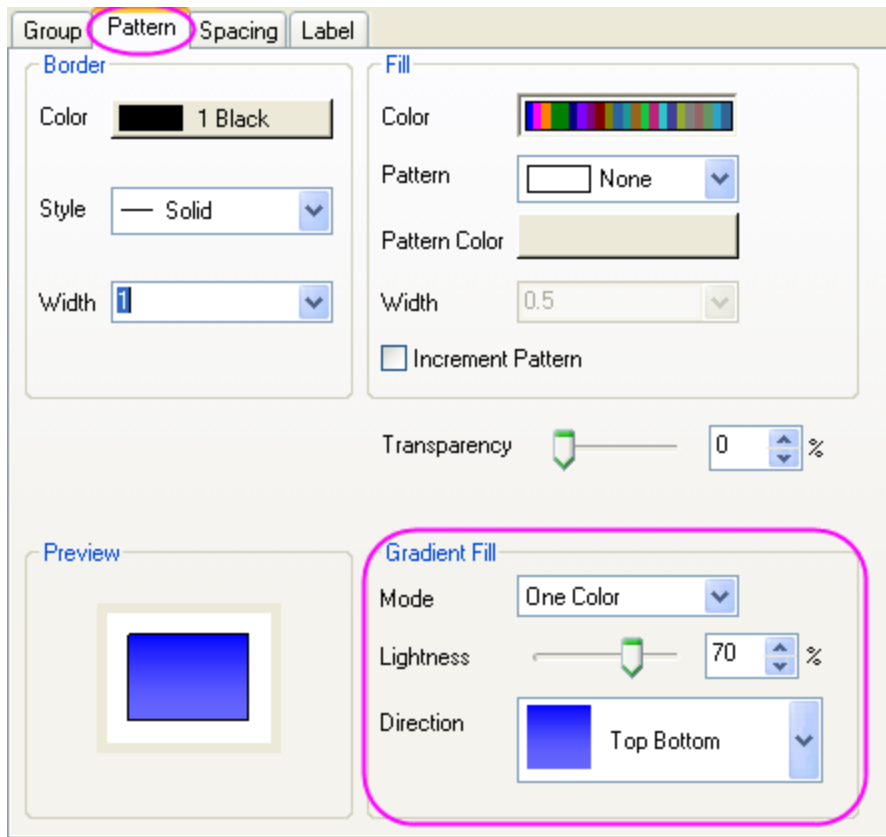 Group Pattern Spacing Label
Border
Color 1 Black
Style Solid
Width 1
Fill
Color
Pattern None
Pattern Color
Width 0.5
Increment Pattern
Transparency 0 %
Preview
Gradient Fill
Mode One Color
Lightness 70 %
Direction Top Bottom